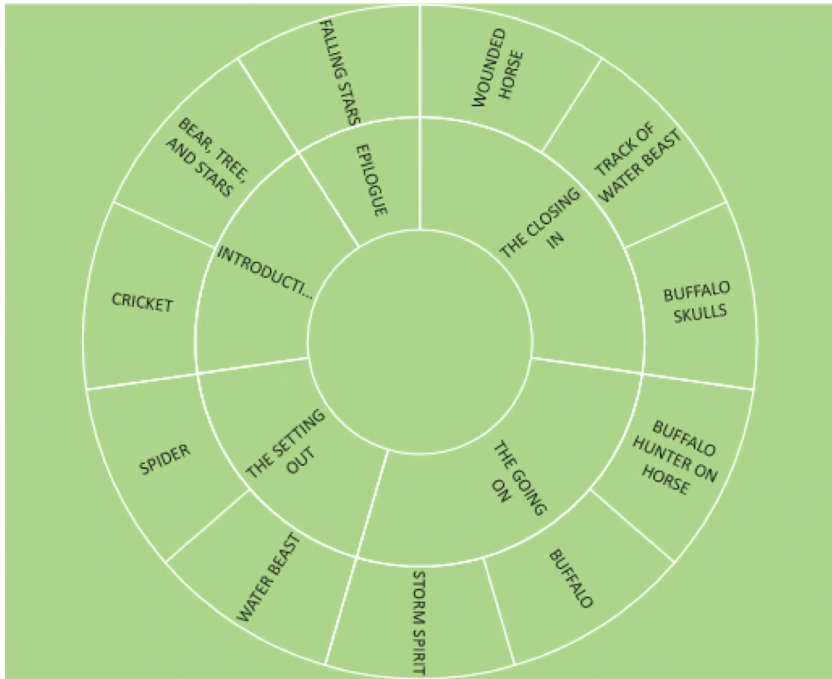 FALLING STARS
WOUNDED
HORSE
BEAR, TREE,
AND STARS
TRACK OF
WATER BEAST
EPILOGUE
THE CLOSING
IN
INTRODUCTI...
CRICKET
BUFFALO
SKULLS
SPIDER
THE SETTING
OUT
THE GOING
ON
BUFFALO
HUNTER ON
HORSE
WATER BEAST
STORM SPIRIT
BUFFALO